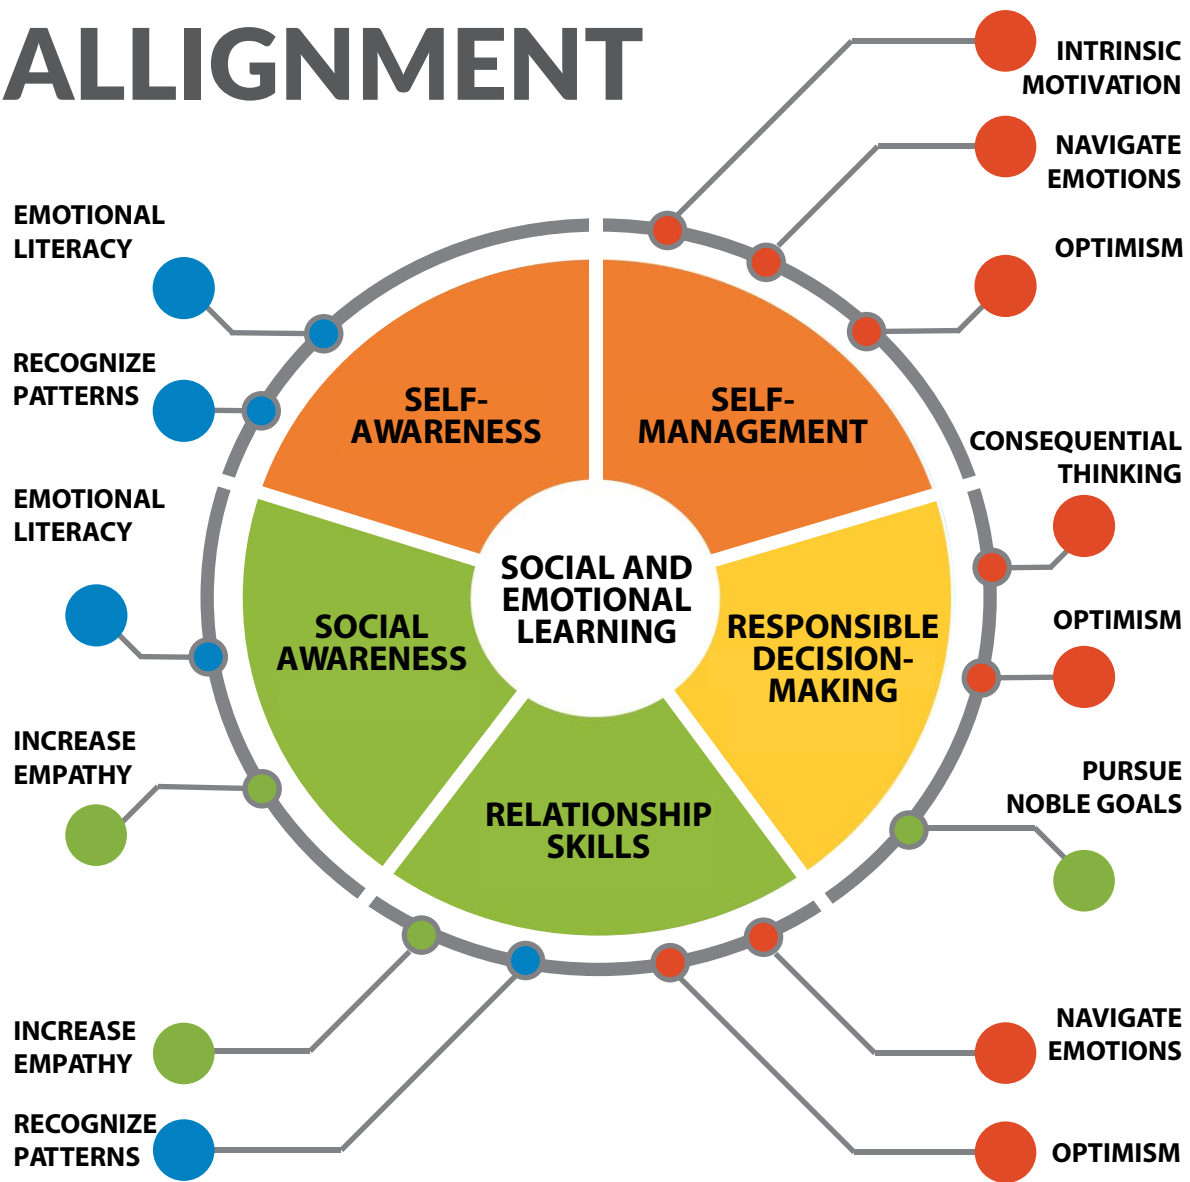 ALLIGNMENT
INTRINSIC
MOTIVATION
NAVIGATE
EMOTIONS
OPTIMISM
EMOTIONAL
LITERACY
RECOGNIZE
PATTERNS
EMOTIONAL
LITERACY
INCREASE
EMPATHY
INCREASE
EMPATHY
RECOGNIZE
PATTERNS
SELF-
AWARENESS
SELF-
MANAGEMENT
SOCIAL AND
EMOTIONAL
LEARNING
SOCIAL
AWARENESS
RESPONSIBLE
DECISION-
MAKING
RELATIONSHIP
SKILLS
CONSEQUENTIAL
THINKING
OPTIMISM
PURSUE
NOBLE GOALS
NAVIGATE
EMOTIONS
OPTIMISM